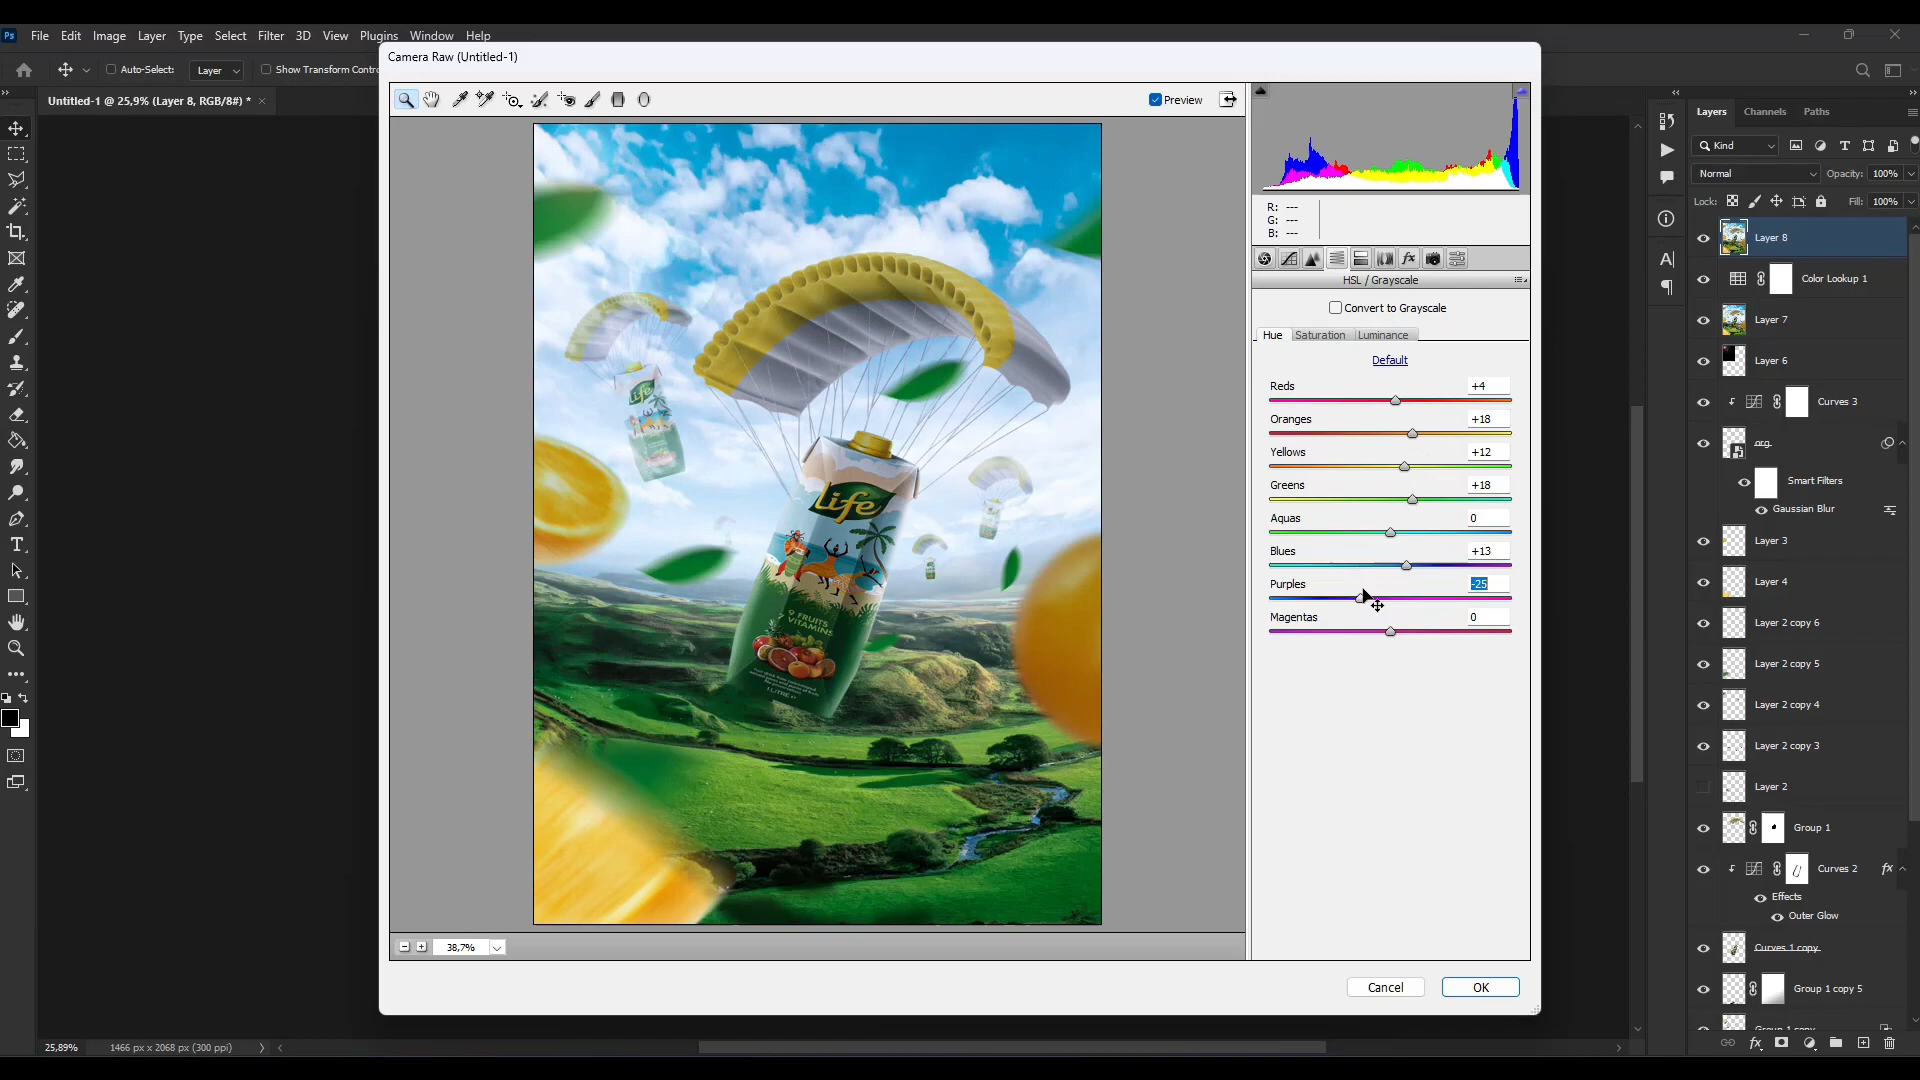 Ps File Edit Image Layer Type Select Filter 3D View Plugins Window Help
Camera Raw (Untitled-1)
Auto-Select: Layer Show Transform Contro
Untitled-1 @ 25,9% (Layer 8, RGB/8#) *
Preview
R: ---
G: ---
B: ---
HSL / Grayscale
Convert to Grayscale
Hue Saturation Luminance
Default
Reds +4
Oranges +18
Yellows +12
Greens +18
Aquas 0
Blues +13
Purples -25
Magentas 0
Life
Life
9 FRUITS
VITAMINS
1 LITRE e
38,7%
Cancel OK
25,89% 1466 px x 2068 px (300 ppi)
Layers Channels Paths
Kind
Normal Opacity: 100%
Lock: Fill: 100%
Layer 8
Color Lookup 1
Layer 7
Layer 6
Curves 3
org
Smart Filters
Gaussian Blur
Layer 3
Layer 4
Layer 2 copy 6
Layer 2 copy 5
Layer 2 copy 4
Layer 2 copy 3
Layer 2
Group 1
Curves 2 fx
Effects
Outer Glow
Curves 1 copy
Group 1 copy 5
Group 1 copy